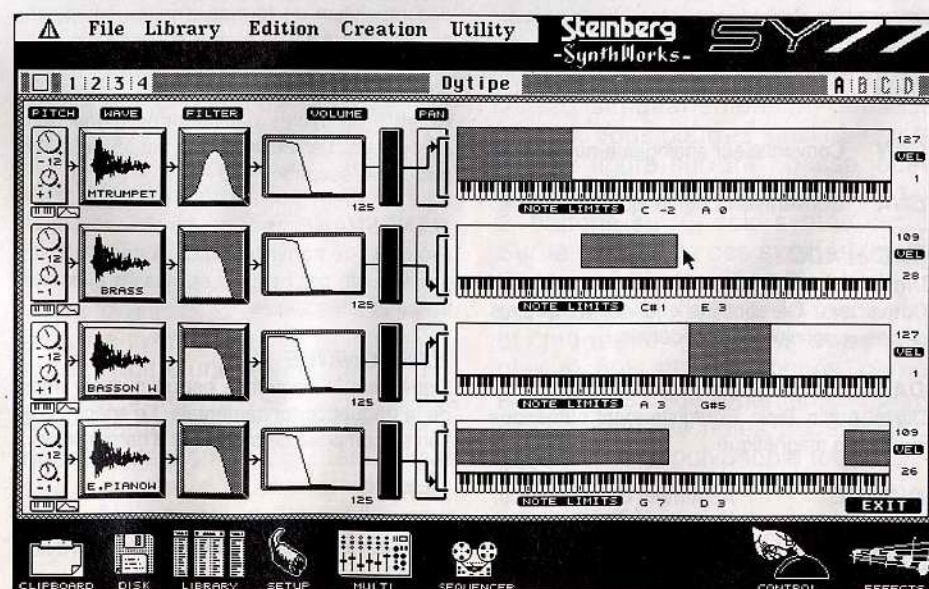 File Library Edition Creation Utility
Steinberg
-SynthWorks-
SY77
1 2 3 4 Dytipe A B C D
PITCH WAVE FILTER VOLUME PAN
-12
+1
MTRUMPET
125
127
VEL
1
NOTE LIMITS C -2 A 0
-12
-1
BRASS
125
109
VEL
28
NOTE LIMITS C#1 E 3
-12
+1
BASSON W
125
127
VEL
1
NOTE LIMITS A 3 G#5
-12
-1
E.PIANOW
125
109
VEL
26
NOTE LIMITS G 7 D 3
EXIT
CLIPBOARD DISK LIBRARY SETUP MULTI SEQUENCER CONTROL EFFECTS